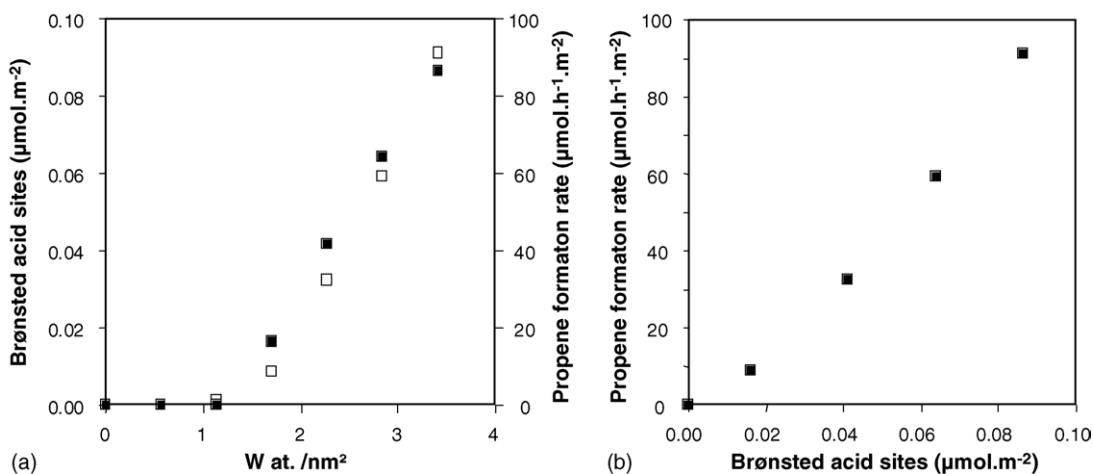 0.10
0.08
0.06
0.04
0.02
0.00
Brønsted acid sites (µmol.m-2)
0 1 2 3 4
W at. /nm²
100
80
60
40
20
0
Propene formation rate (µmol.h-1.m-2)
(a)
100
80
60
40
20
0
Propene formaton rate (µmol.h-1.m-2)
0.00 0.02 0.04 0.06 0.08 0.10
Brønsted acid sites (µmol.m-2)
(b)